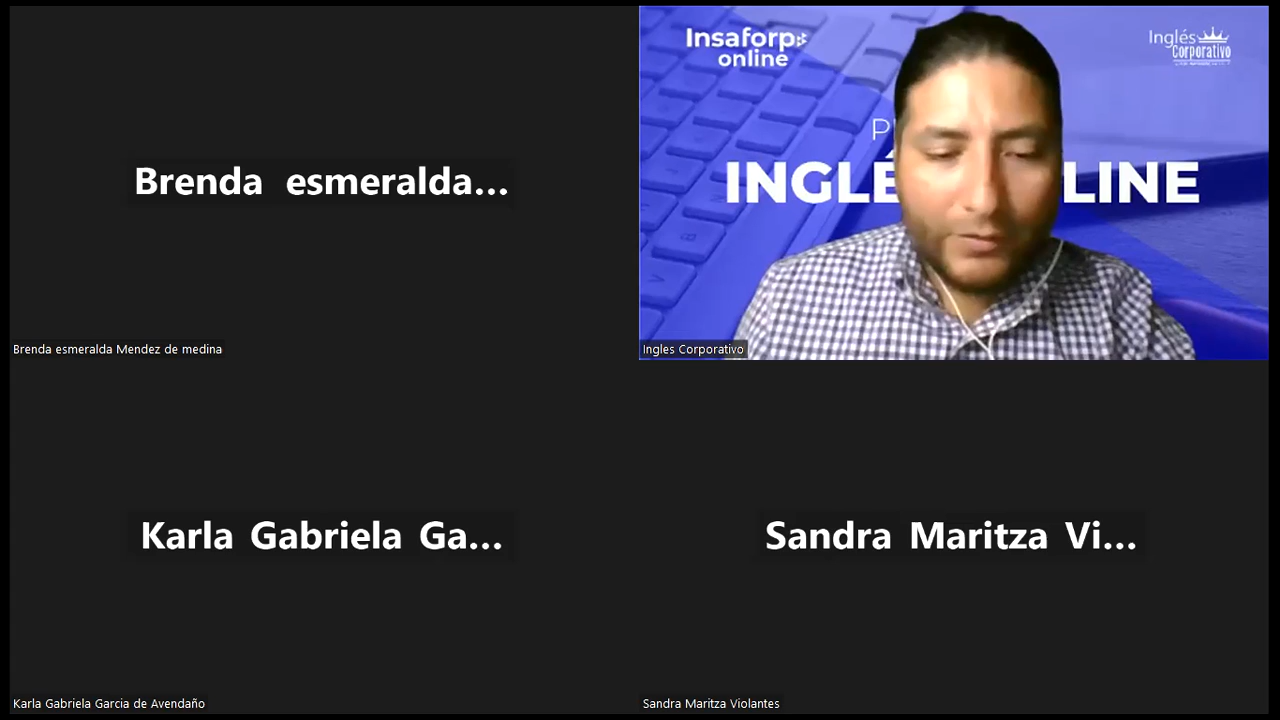 Brenda esmeralda...
Brenda esmeralda Mendez de medina
Insaforp
online
Inglés
Corporativo
INGLÉ
LINE
Ingles Corporativo
Karla Gabriela Ga...
Karla Gabriela Garcia de Avendaño
Sandra Maritza Vi...
Sandra Maritza Violantes